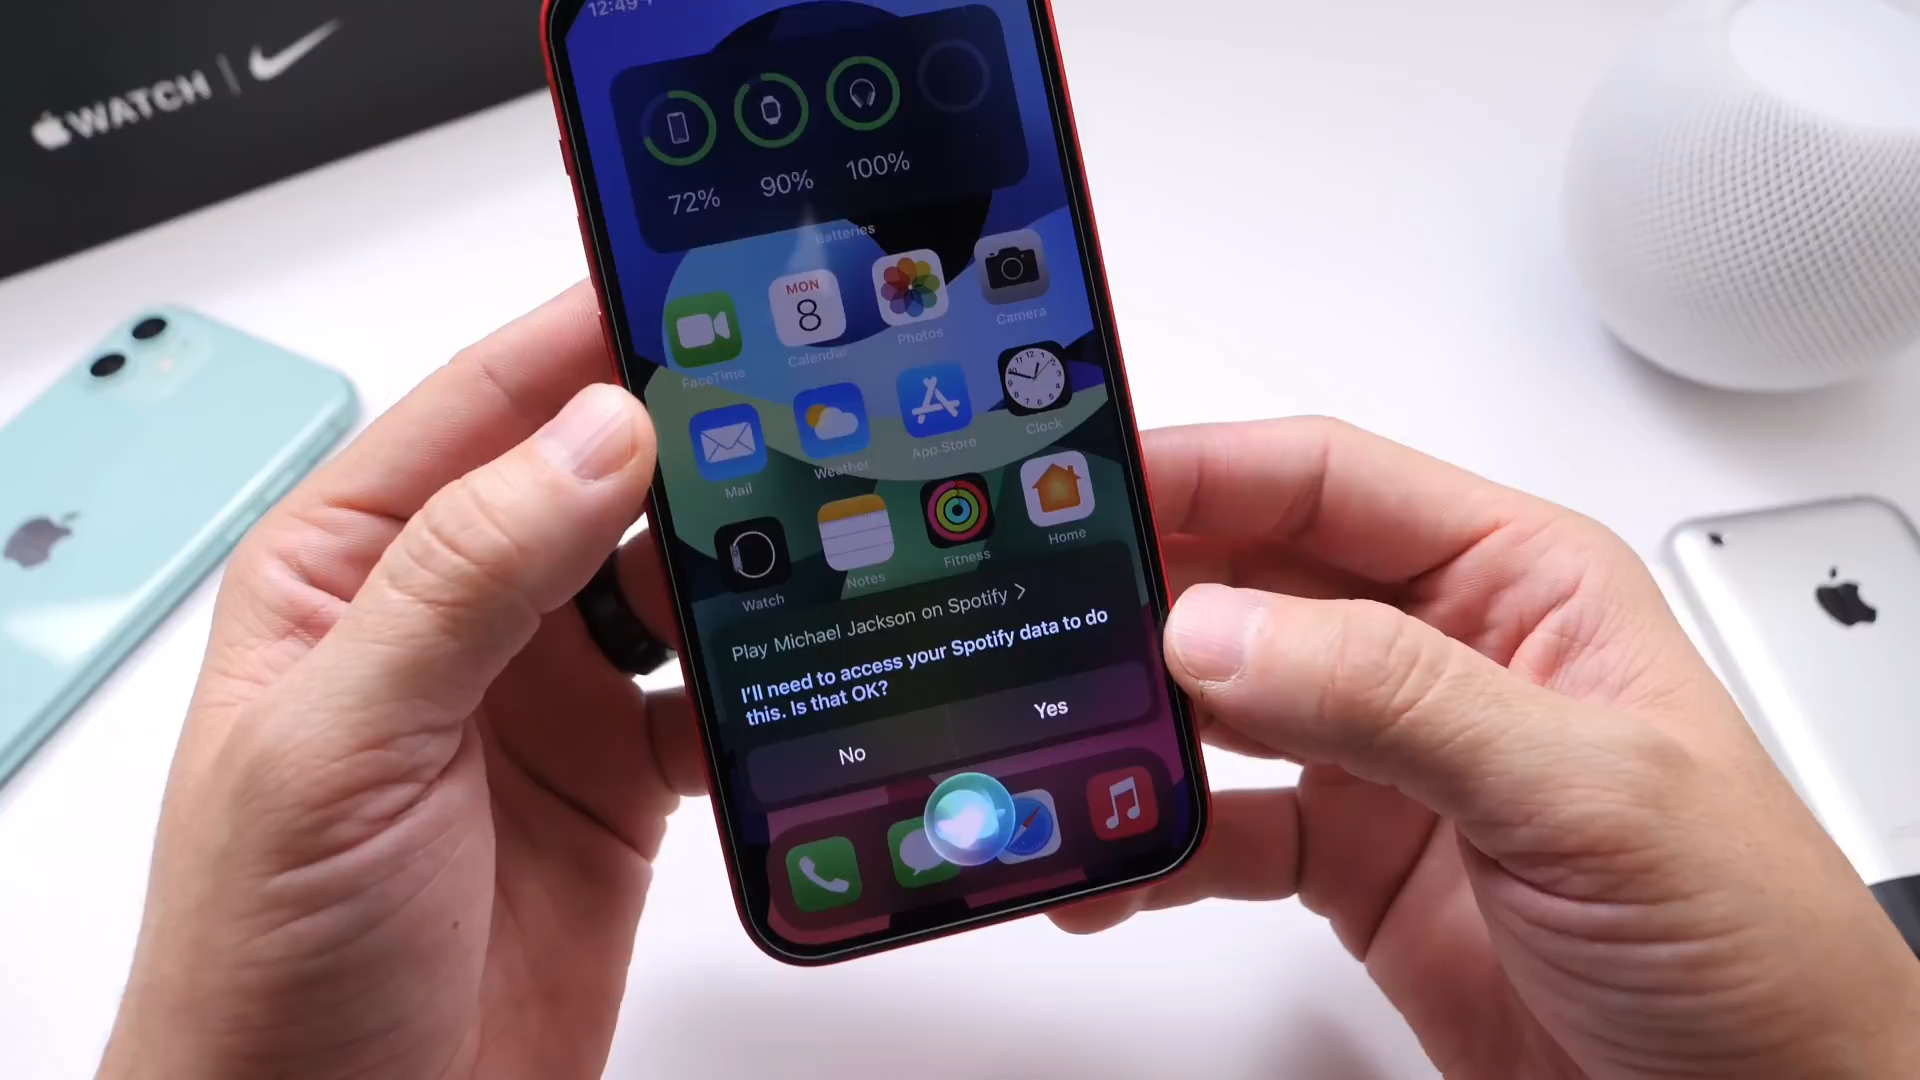 WATCH
12:49
72%
90%
100%
Batteries
FaceTime
MON
8
Calendar
Photos
Camera
Mail
Weather
App Store
Clock
Watch
Notes
Fitness
Home
Play Michael Jackson on Spotify >
I'll need to access your Spotify data to do
this. Is that OK?
No
Yes